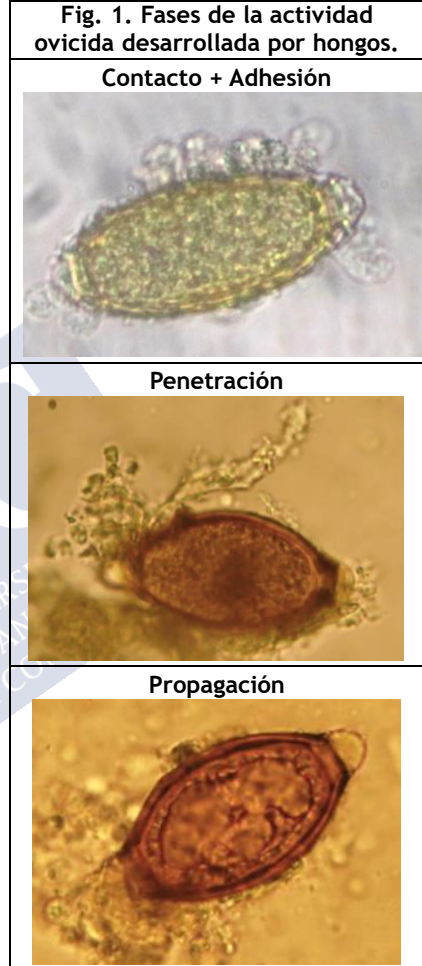 Fig. 1. Fases de la actividad
ovicida desarrollada por hongos.
Contacto + Adhesión
Penetración
Propagación